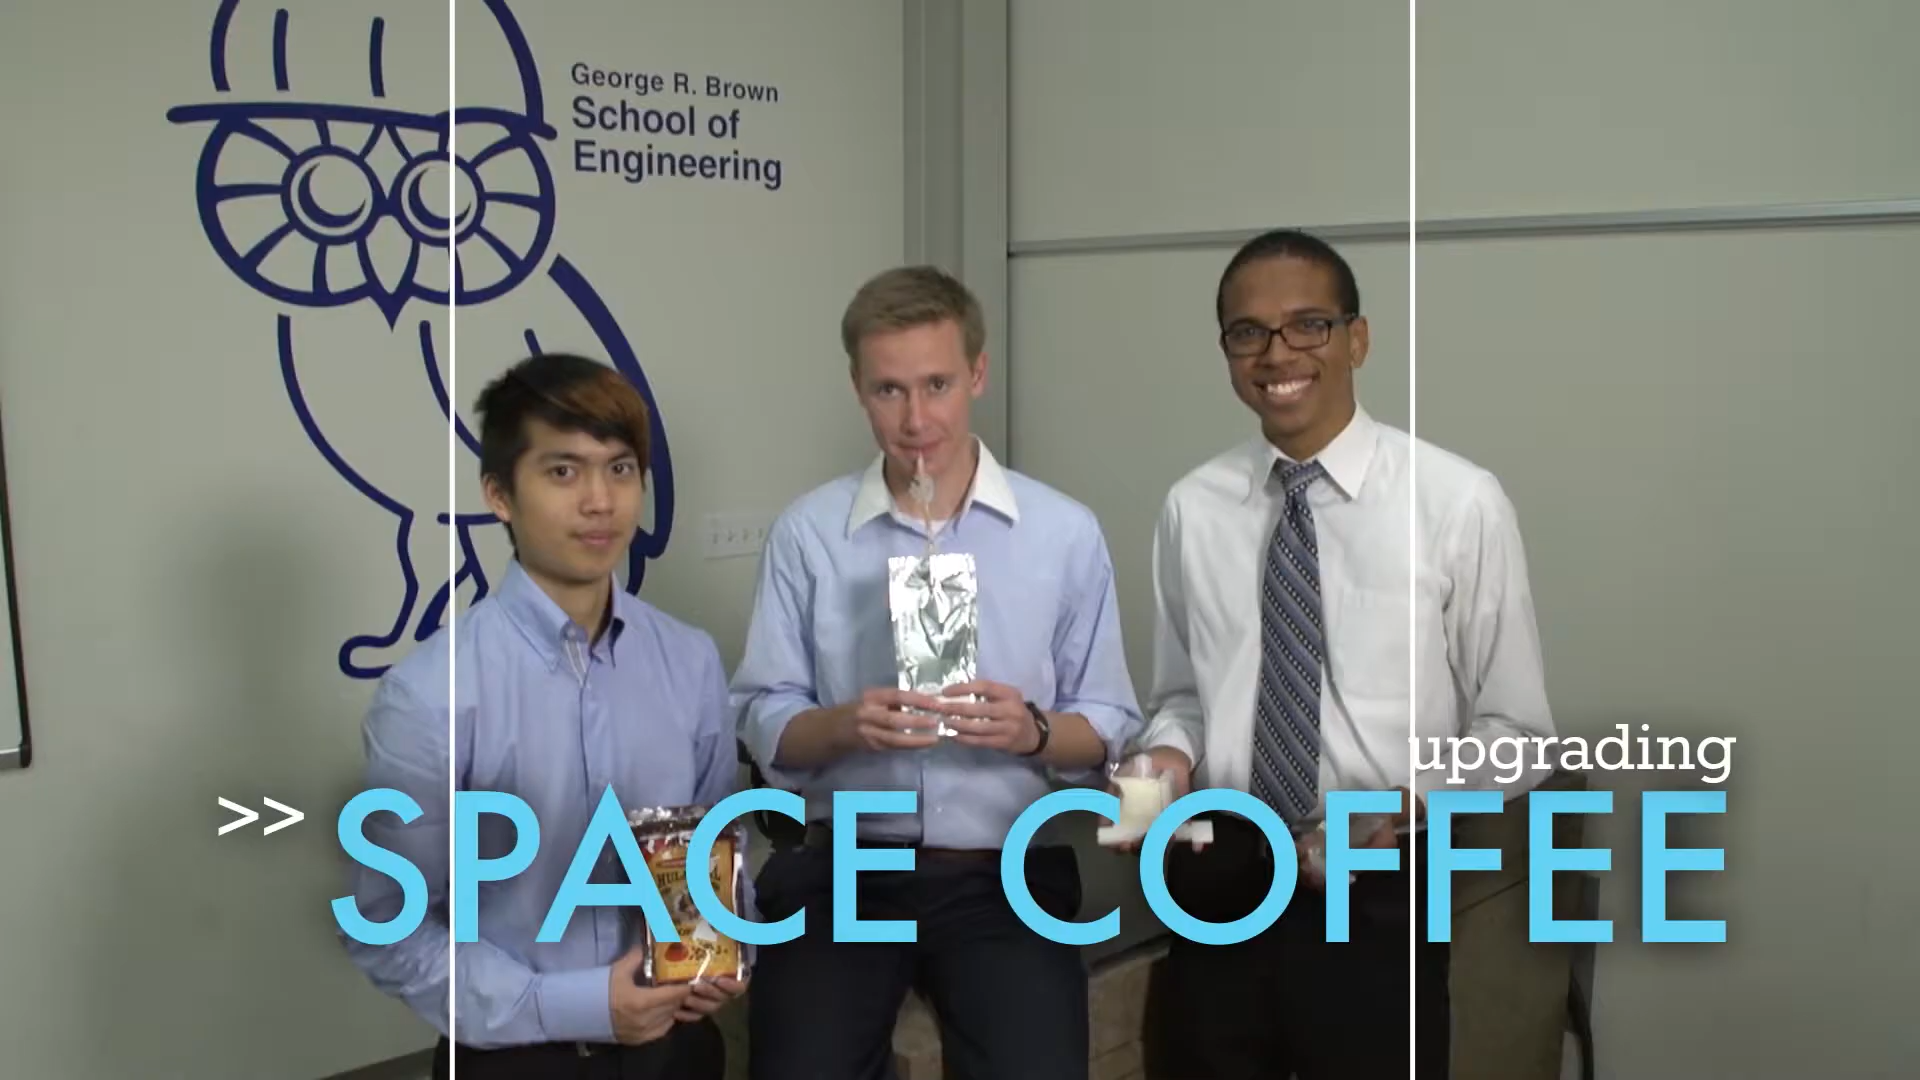 George R. Brown
School of
Engineering
upgrading
>> SPACE COFFEE